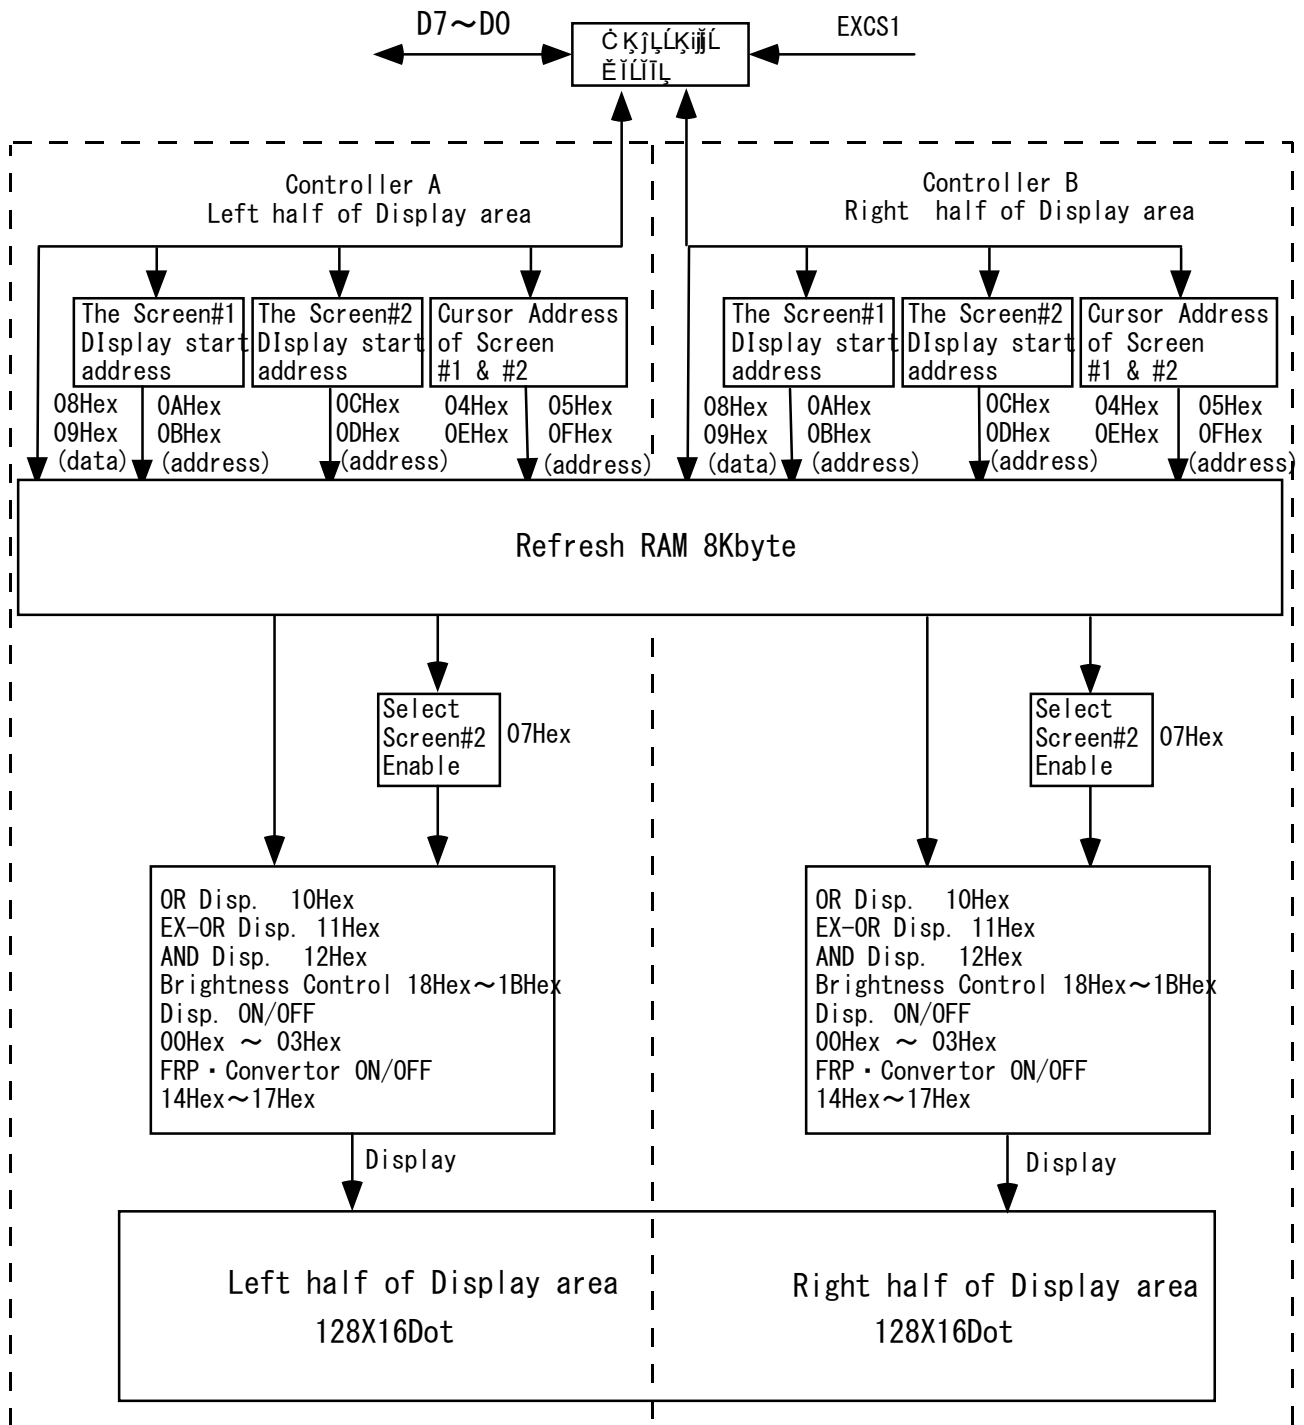 D7～D0
EXCS1
Controller A
Left half of Display area
Controller B
Right half of Display area
The Screen#1
DIsplay start
address
The Screen#2
DIsplay start
address
Cursor Address
of Screen
#1 & #2
The Screen#1
DIsplay start
address
The Screen#2
DIsplay start
address
Cursor Address
of Screen
#1 & #2
08Hex
09Hex
(data)
0AHex
0BHex
(address)
0CHex
0DHex
(address)
04Hex
0EHex
05Hex
0FHex
(address)
08Hex
09Hex
(data)
0AHex
0BHex
(address)
0CHex
0DHex
(address)
04Hex
0EHex
05Hex
0FHex
(address)
Refresh RAM 8Kbyte
Select
Screen#2
Enable
07Hex
Select
Screen#2
Enable
07Hex
OR Disp. 10Hex
EX-OR Disp. 11Hex
AND Disp. 12Hex
Brightness Control 18Hex～1BHex
Disp. ON/OFF
00Hex ～ 03Hex
FRP・Convertor ON/OFF
14Hex～17Hex
OR Disp. 10Hex
EX-OR Disp. 11Hex
AND Disp. 12Hex
Brightness Control 18Hex～1BHex
Disp. ON/OFF
00Hex ～ 03Hex
FRP・Convertor ON/OFF
14Hex～17Hex
Display
Display
Left half of Display area
128X16Dot
Right half of Display area
128X16Dot